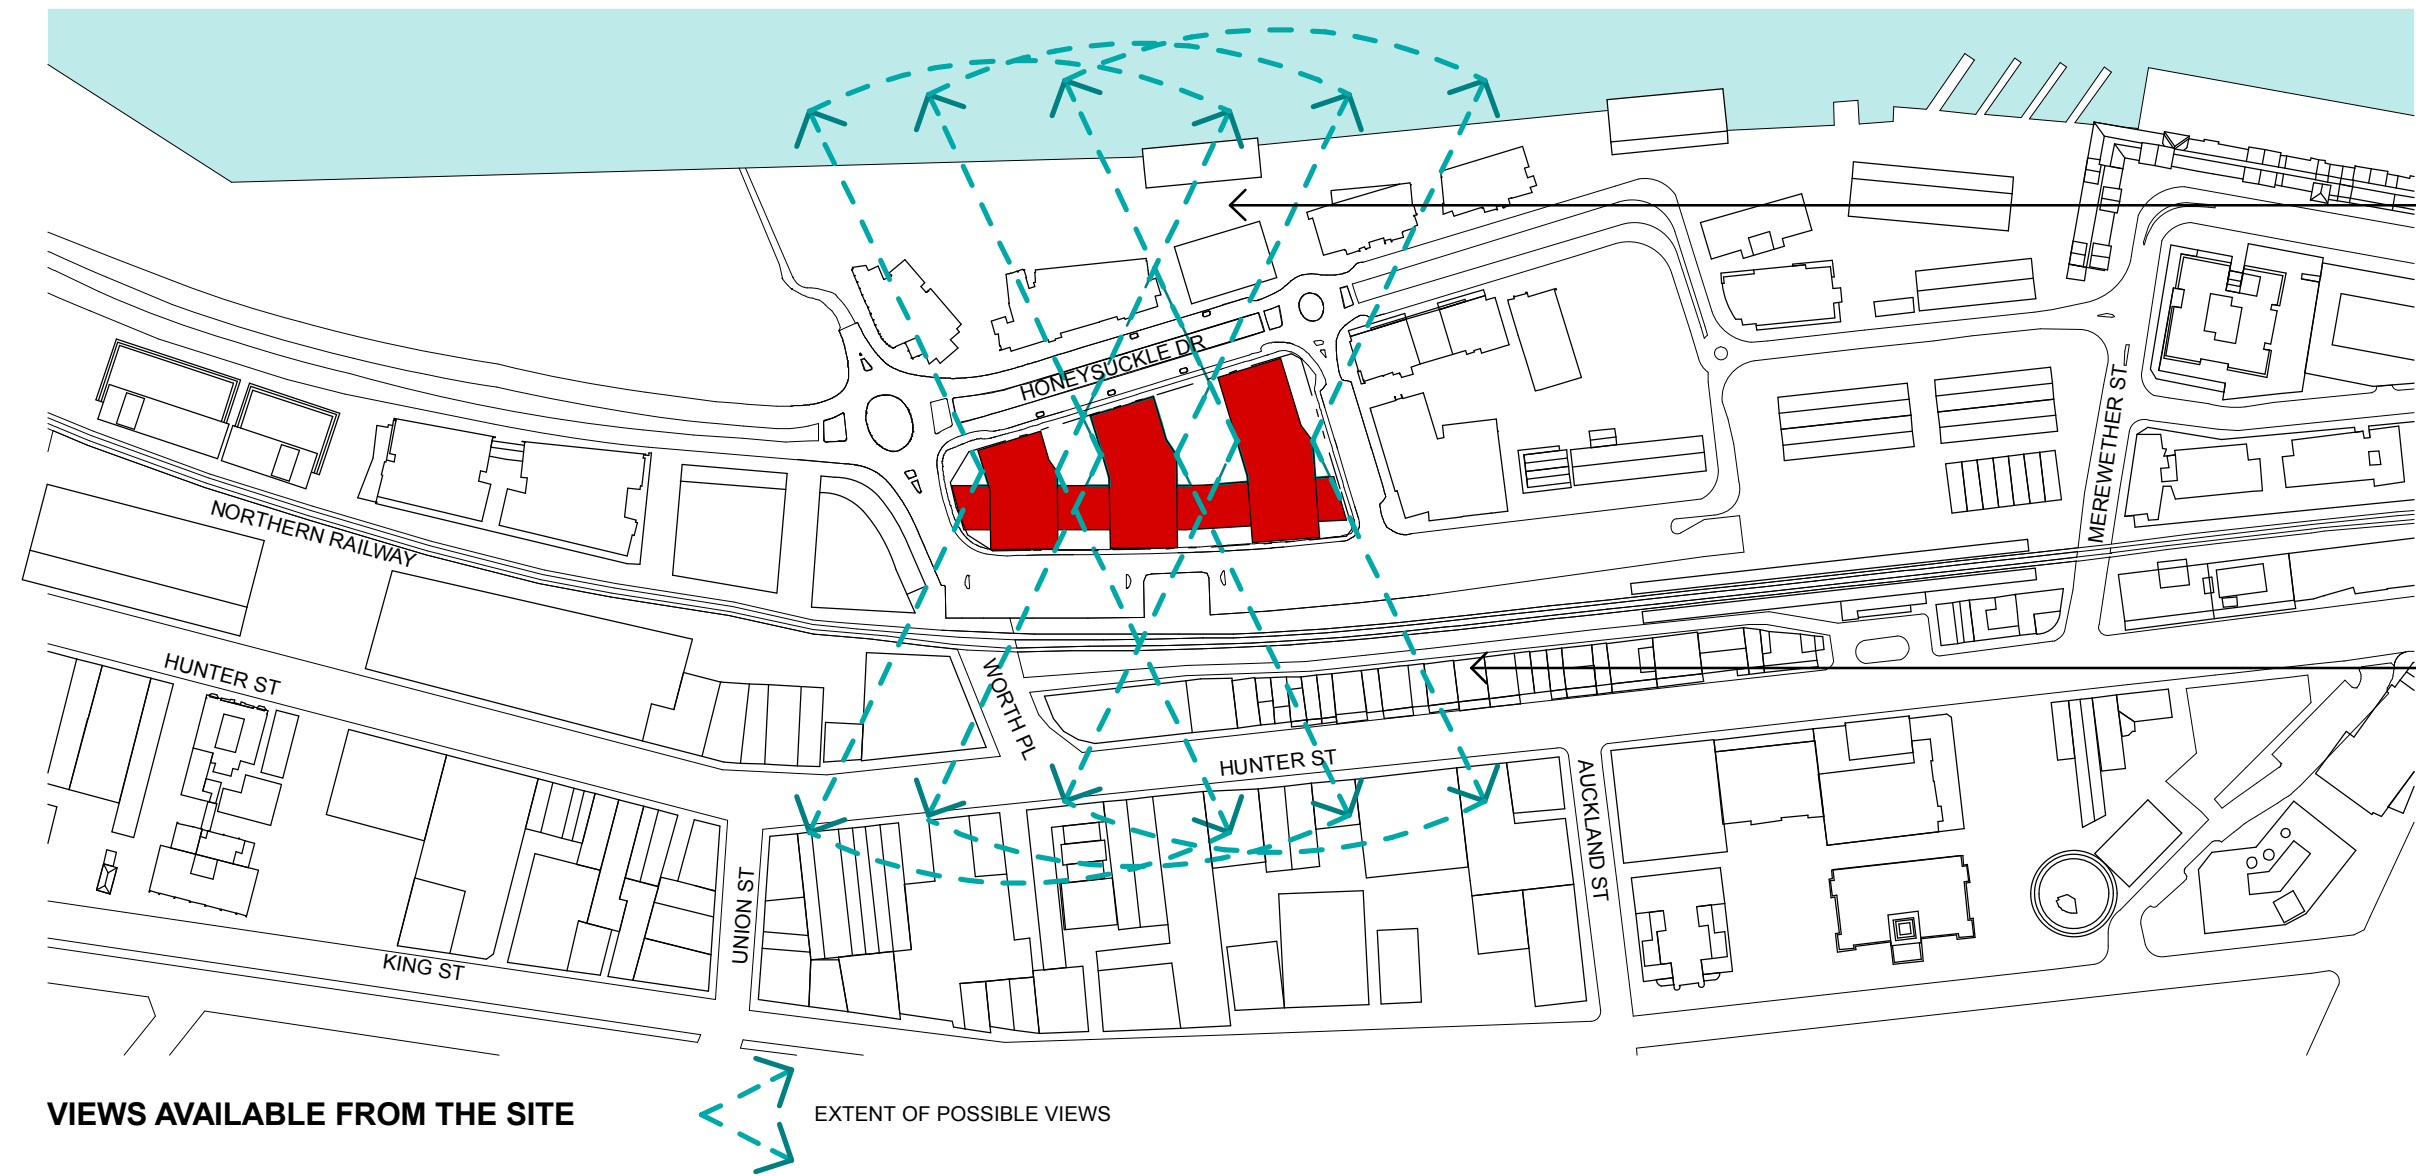 HONEYSUCKLE DR
MEREWETHER ST
NORTHERN RAILWAY
HUNTER ST
WORTH PL
HUNTER ST
AUCKLAND ST
UNION ST
KING ST
VIEWS AVAILABLE FROM THE SITE
EXTENT OF POSSIBLE VIEWS